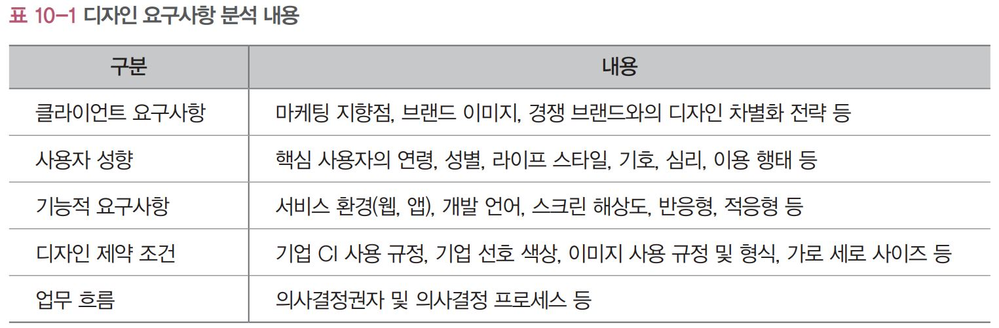 표 10-1 디자인 요구사항 분석 내용
구분 내용
클라이언트 요구사항 마케팅 지향점, 브랜드 이미지, 경쟁 브랜드와의 디자인 차별화 전략 등
사용자 성향 핵심 사용자의 연령, 성별, 라이프 스타일, 기호, 심리, 이용 행태 등
기능적 요구사항 서비스 환경(웹, 앱), 개발 언어, 스크린 해상도, 반응형, 적응형 등
디자인 제약 조건 기업 CI 사용 규정, 기업 선호 색상, 이미지 사용 규정 및 형식, 가로 세로 사이즈 등
업무 흐름 의사결정권자 및 의사결정 프로세스 등